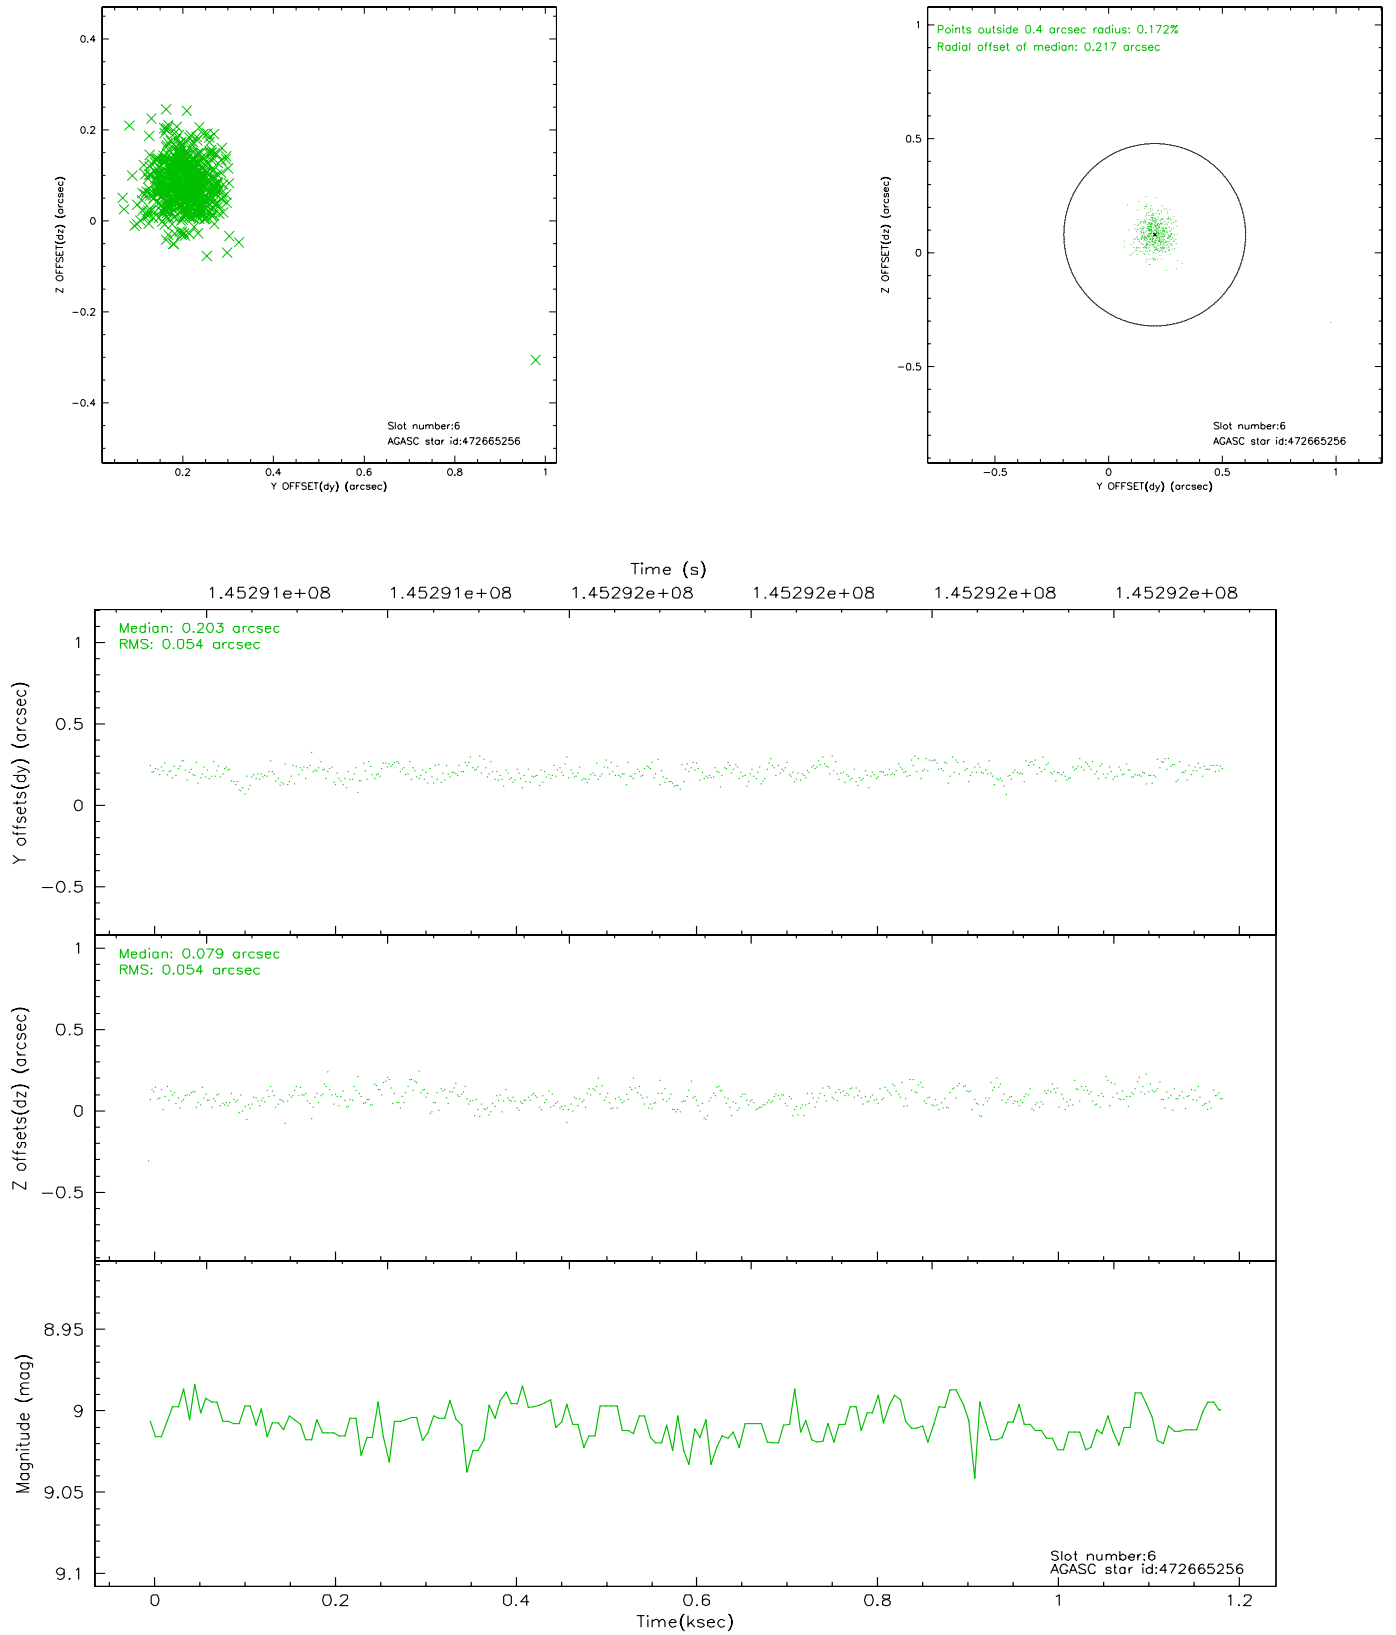 0.4
0.2
0
−0.2
−0.4
Z OFFSET(dz) (arcsec)
Slot number:6
AGASC star id:472665256
0.2
0.4
0.6
0.8
1
Y OFFSET(dy) (arcsec)
Points outside 0.4 arcsec radius: 0.172%
Radial offset of median: 0.217 arcsec
1
0.5
0
−0.5
Z OFFSET(dz) (arcsec)
Slot number:6
AGASC star id:472665256
−0.5
0
0.5
1
Y OFFSET(dy) (arcsec)
Time (s)
1.45291e+08
1.45291e+08
1.45292e+08
1.45292e+08
1.45292e+08
1.45292e+08
Median: 0.203 arcsec
RMS: 0.054 arcsec
1
0.5
0
−0.5
Y offsets(dy) (arcsec)
Median: 0.079 arcsec
RMS: 0.054 arcsec
1
0.5
0
−0.5
Z offsets(dz) (arcsec)
8.95
9
9.05
9.1
Magnitude (mag)
Slot number:6
AGASC star id:472665256
0
0.2
0.4
0.6
0.8
1
1.2
Time(ksec)